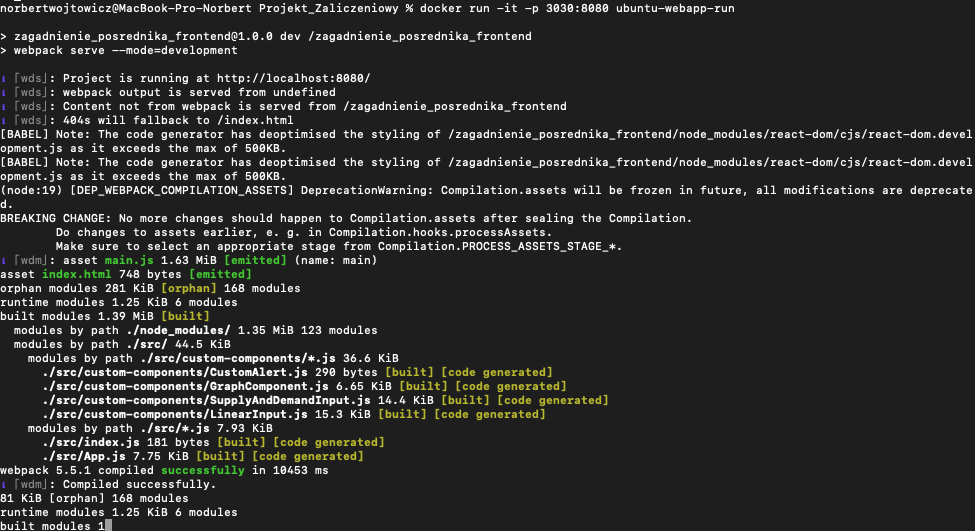 norbertwojtowicz@MacBook-Pro-Norbert Projekt_Zaliczeniowy % docker run -it -p 3030:8080 ubuntu-webapp-run
> zagadnienie_posrednika_frontend@1.0.0 dev /zagadnienie_posrednika_frontend
> webpack serve --mode=development
i ｢wds｣: Project is running at http://localhost:8080/
i ｢wds｣: webpack output is served from undefined
i ｢wds｣: Content not from webpack is served from /zagadnienie_posrednika_frontend
i ｢wds｣: 404s will fallback to /index.html
[BABEL] Note: The code generator has deoptimised the styling of /zagadnienie_posrednika_frontend/node_modules/react-dom/cjs/react-dom.devel
opment.js as it exceeds the max of 500KB.
[BABEL] Note: The code generator has deoptimised the styling of /zagadnienie_posrednika_frontend/node_modules/react-dom/cjs/react-dom.devel
opment.js as it exceeds the max of 500KB.
(node:19) [DEP_WEBPACK_COMPILATION_ASSETS] DeprecationWarning: Compilation.assets will be frozen in future, all modifications are deprecate
d.
BREAKING CHANGE: No more changes should happen to Compilation.assets after sealing the Compilation.
Do changes to assets earlier, e. g. in Compilation.hooks.processAssets.
Make sure to select an appropriate stage from Compilation.PROCESS_ASSETS_STAGE_*.
i ｢wdm｣: asset main.js 1.63 MiB [emitted] (name: main)
asset index.html 748 bytes [emitted]
orphan modules 281 KiB [orphan] 168 modules
runtime modules 1.25 KiB 6 modules
built modules 1.39 MiB [built]
modules by path ./node_modules/ 1.35 MiB 123 modules
modules by path ./src/ 44.5 KiB
modules by path ./src/custom-components/*.js 36.6 KiB
./src/custom-components/CustomAlert.js 290 bytes [built] [code generated]
./src/custom-components/GraphComponent.js 6.65 KiB [built] [code generated]
./src/custom-components/SupplyAndDemandInput.js 14.4 KiB [built] [code generated]
./src/custom-components/LinearInput.js 15.3 KiB [built] [code generated]
modules by path ./src/*.js 7.93 KiB
./src/index.js 181 bytes [built] [code generated]
./src/App.js 7.75 KiB [built] [code generated]
webpack 5.5.1 compiled successfully in 10453 ms
i ｢wdm｣: Compiled successfully.
81 KiB [orphan] 168 modules
runtime modules 1.25 KiB 6 modules
built modules 1